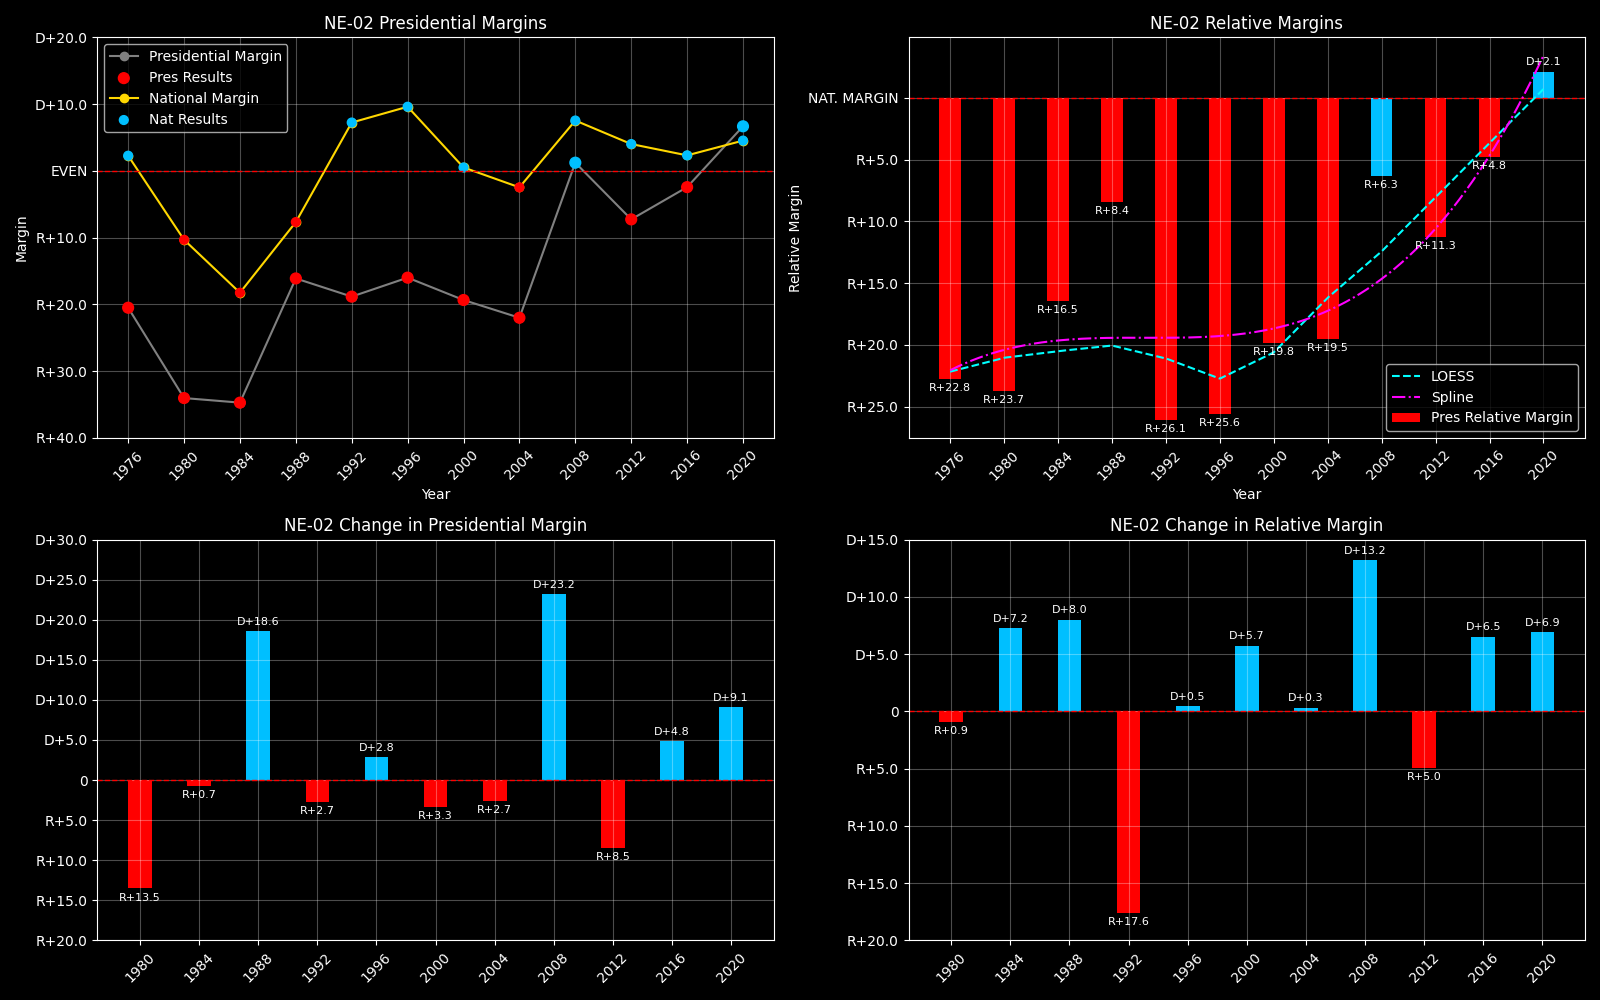 NE-02 Presidential Margins
D+20.0
D+10.0
EVEN
R+10.0
R+20.0
R+30.0
R+40.0
Margin
Presidential Margin
Pres Results
National Margin
Nat Results
1976
1980
1984
1988
1992
1996
2000
2004
2008
2012
2016
2020
Year
NE-02 Relative Margins
NAT. MARGIN
R+5.0
R+10.0
R+15.0
R+20.0
R+25.0
Relative Margin
R+22.8
R+23.7
R+16.5
R+8.4
R+26.1
R+25.6
R+19.8
R+19.5
R+6.3
R+11.3
R+4.8
D+2.1
LOESS
Spline
Pres Relative Margin
1976
1980
1984
1988
1992
1996
2000
2004
2008
2012
2016
2020
Year
NE-02 Change in Presidential Margin
D+30.0
D+25.0
D+20.0
D+15.0
D+10.0
D+5.0
0
R+5.0
R+10.0
R+15.0
R+20.0
R+13.5
R+0.7
D+18.6
R+2.7
D+2.8
R+3.3
R+2.7
D+23.2
R+8.5
D+4.8
D+9.1
1980
1984
1988
1992
1996
2000
2004
2008
2012
2016
2020
NE-02 Change in Relative Margin
D+15.0
D+10.0
D+5.0
0
R+5.0
R+10.0
R+15.0
R+20.0
R+0.9
D+7.2
D+8.0
R+17.6
D+0.5
D+5.7
D+0.3
D+13.2
R+5.0
D+6.5
D+6.9
1980
1984
1988
1992
1996
2000
2004
2008
2012
2016
2020